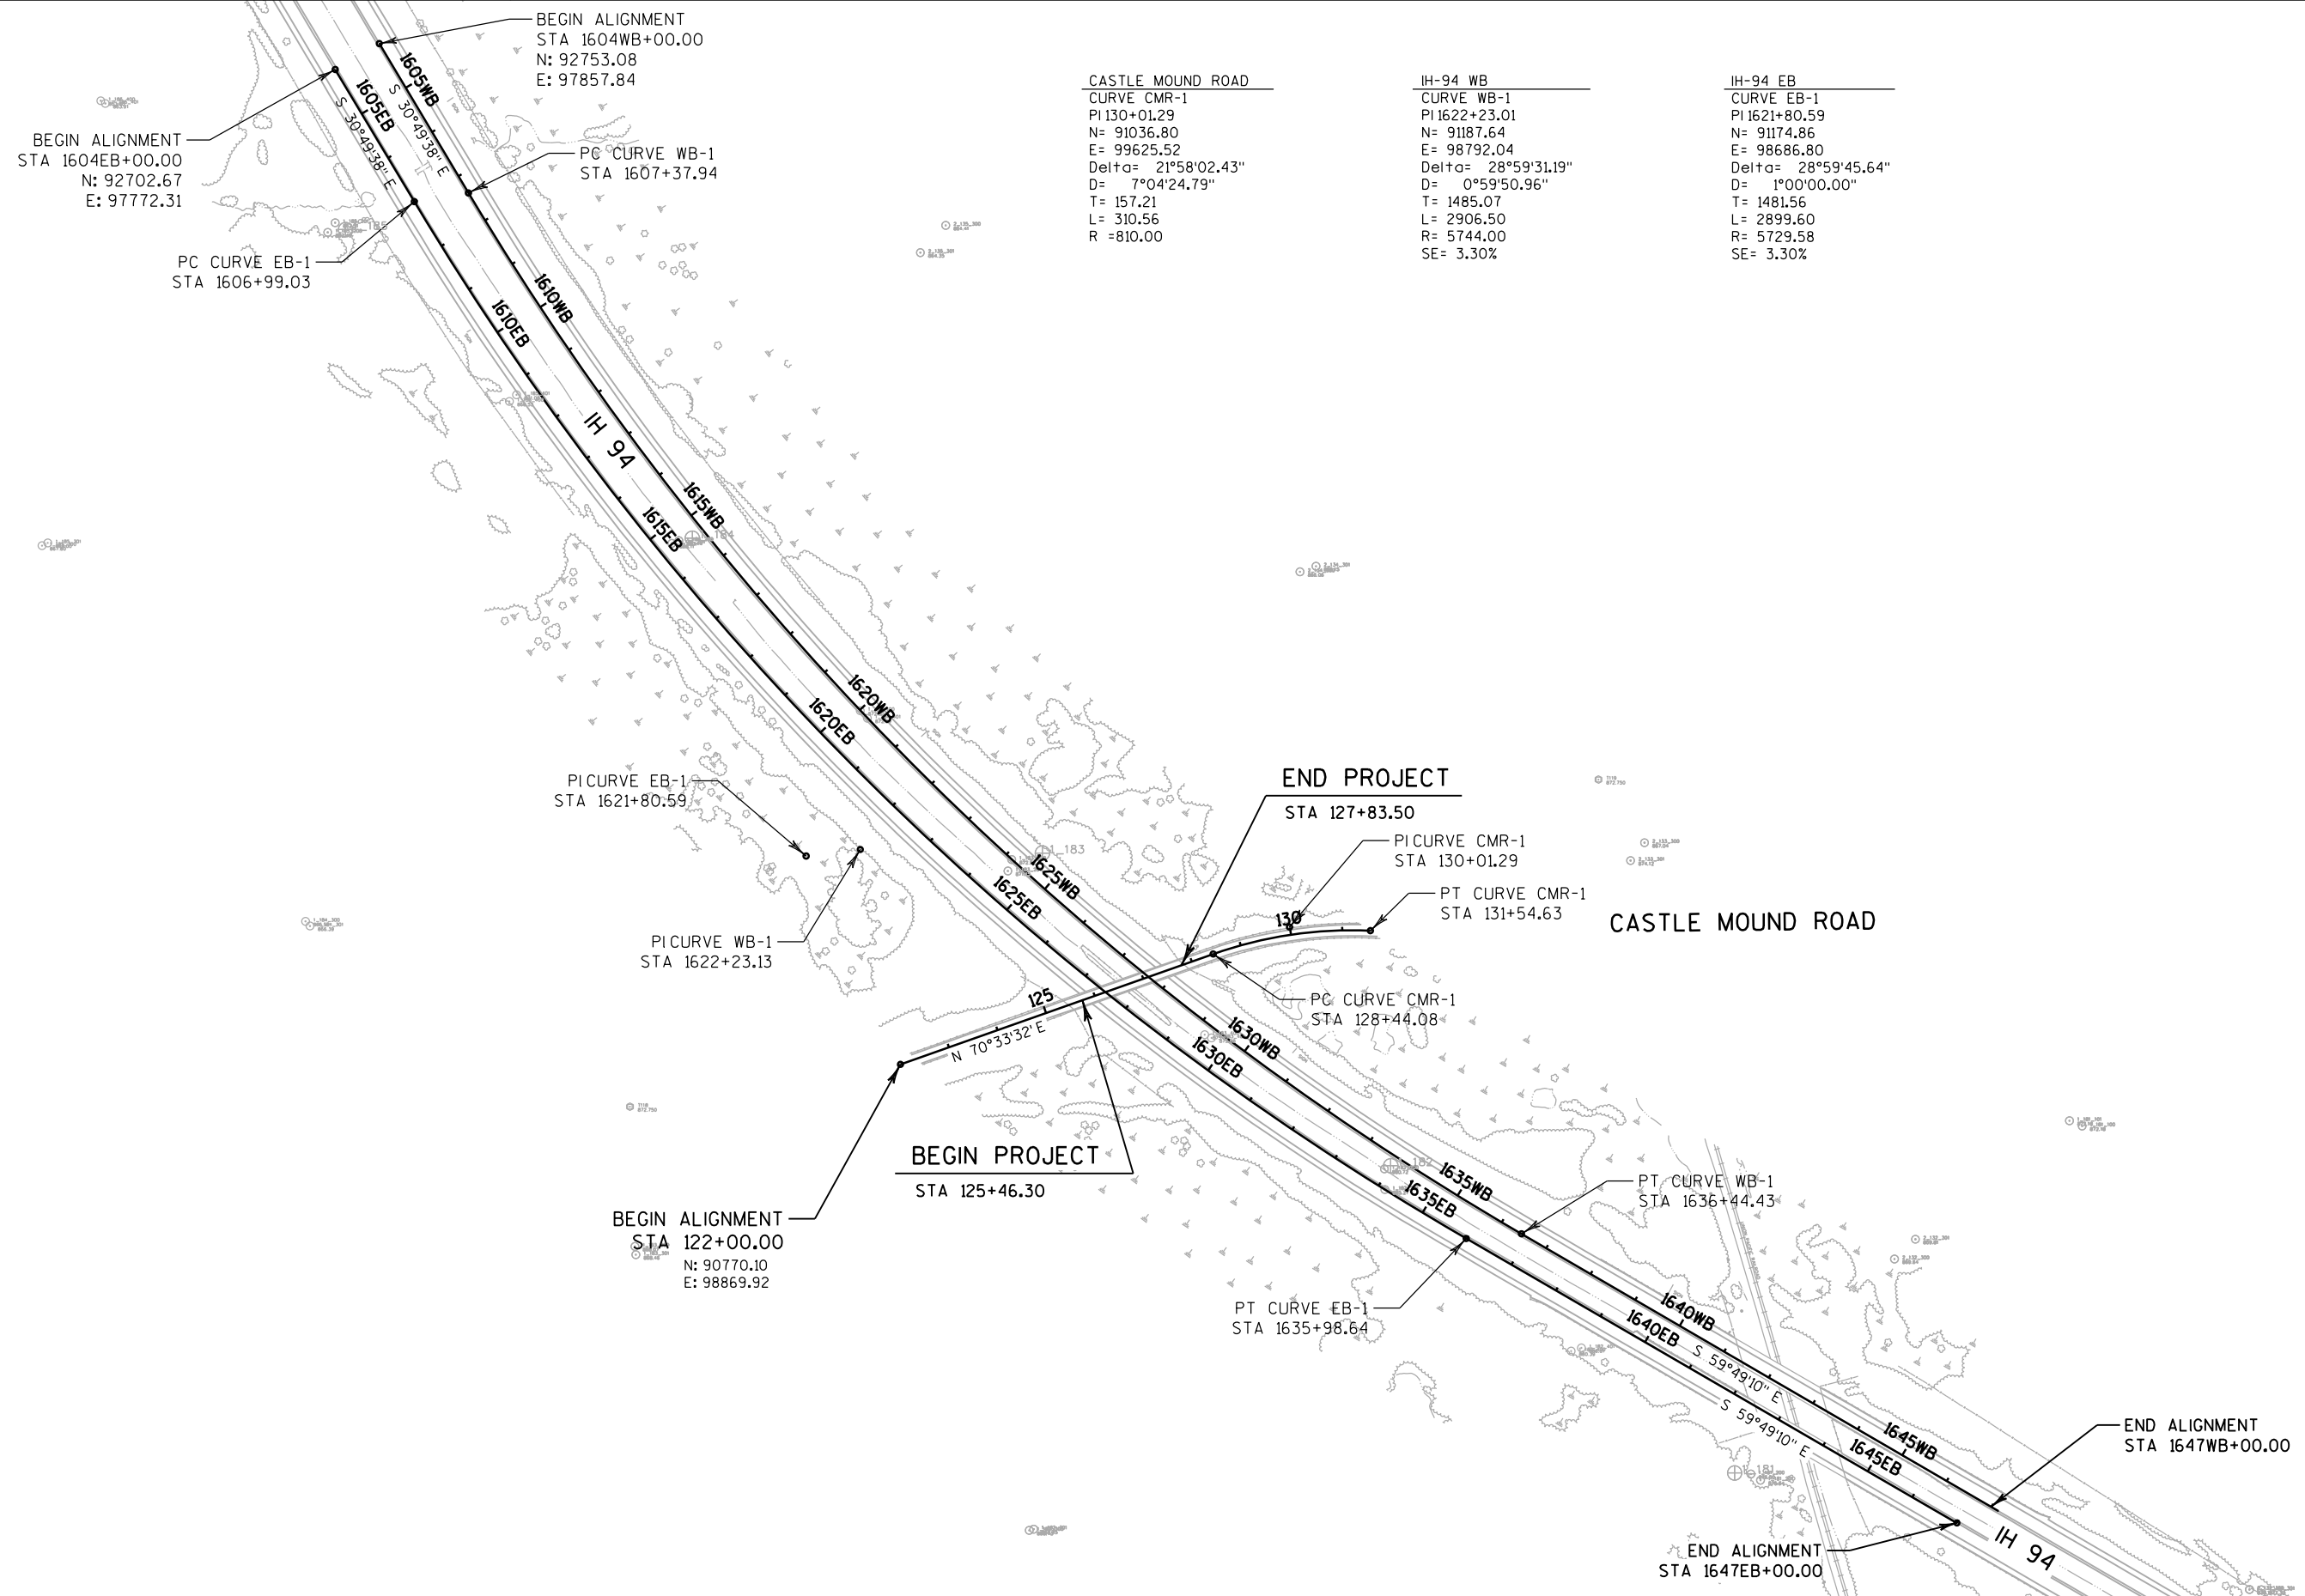 BEGIN ALIGNMENT
STA 1604WB+00.00
N: 92753.08
E: 97857.84
BEGIN ALIGNMENT
STA 1604EB+00.00
N: 92702.67
E: 97772.31
1605WB
S 30°49'38" E
1605EB
S 30°49'38" E
PC CURVE WB-1
STA 1607+37.94
PC CURVE EB-1
STA 1606+99.03
CASTLE MOUND ROAD
CURVE CMR-1
PI 130+01.29
N= 91036.80
E= 99625.52
Delta= 21°58'02.43"
D= 7°04'24.79"
T= 157.21
L= 310.56
R =810.00
IH-94 WB
CURVE WB-1
PI 1622+23.01
N= 91187.64
E= 98792.04
Delta= 28°59'31.19"
D= 0°59'50.96"
T= 1485.07
L= 2906.50
R= 5744.00
SE= 3.30%
IH-94 EB
CURVE EB-1
PI 1621+80.59
N= 91174.86
E= 98686.80
Delta= 28°59'45.64"
D= 1°00'00.00"
T= 1481.56
L= 2899.60
R= 5729.58
SE= 3.30%
1610WB
1610EB
IH 94
1615WB
1615EB
1620WB
1620EB
PI CURVE EB-1
STA 1621+80.59
PI CURVE WB-1
STA 1622+23.13
END PROJECT
STA 127+83.50
PI CURVE CMR-1
STA 130+01.29
PT CURVE CMR-1
STA 131+54.63
CASTLE MOUND ROAD
1_183
1625WB
1625EB
130
125
N 70°33'32" E
PC CURVE CMR-1
STA 128+44.08
1630WB
1630EB
BEGIN PROJECT
STA 125+46.30
BEGIN ALIGNMENT
STA 122+00.00
N: 90770.10
E: 98869.92
1635WB
1635EB
PT CURVE WB-1
STA 1636+44.43
PT CURVE EB-1
STA 1635+98.64
1640WB
1640EB
S 59°49'10" E
S 59°49'10" E
1645WB
1645EB
END ALIGNMENT
STA 1647WB+00.00
END ALIGNMENT
STA 1647EB+00.00
IH 94